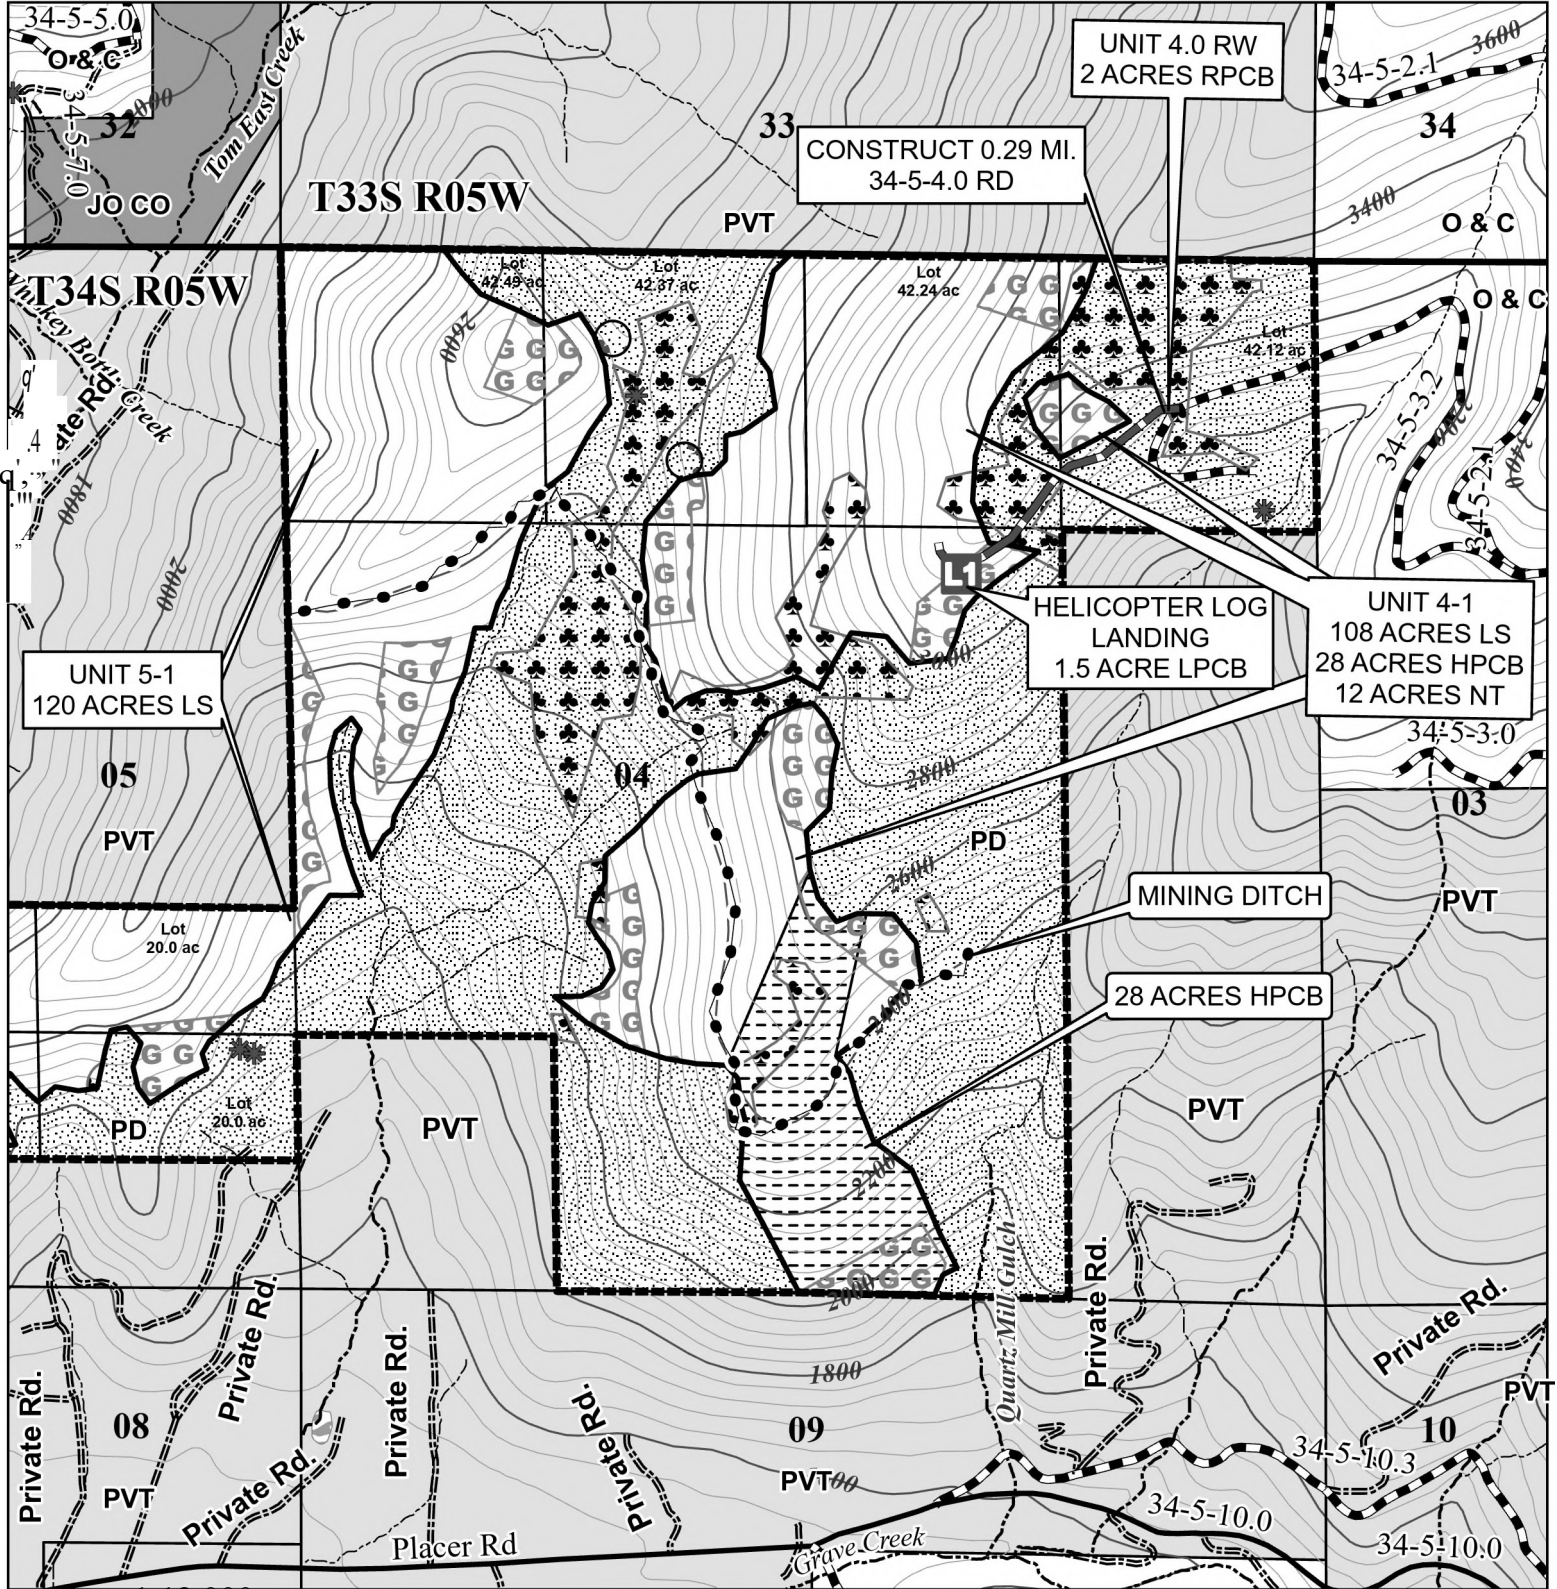 34-5-5.0
O & C
34-5-7.0
2000
32
JO CO
Tom East Creek
T33S R05W
33
PVT
UNIT 4.0 RW
2 ACRES RPCB
CONSTRUCT 0.29 MI.
34-5-4.0 RD
3600
34-5-2.1
34
3400
O & C
T34S R05W
Lot
42.49 ac
Lot
42.37 ac
Lot
42.24 ac
Lot
42.12 ac
O & C
2600
G G G
G G
G G G
G G
G G G
34-5-3.2
3400
34-5-2.1
1800
2000
L1
HELICOPTER LOG
LANDING
1.5 ACRE LPCB
3000
UNIT 4-1
108 ACRES LS
28 ACRES HPCB
12 ACRES NT
UNIT 5-1
120 ACRES LS
34-5-3.0
05
PVT
04
2800
PD
03
2600
MINING DITCH
PVT
Lot
20.0 ac
28 ACRES HPCB
G G
Lot
20.0 ac
PD
PVT
PVT
2200
2000
Quartz Mill Gulch
Private Rd.
Private Rd.
Private Rd.
Private Rd.
1800
Private Rd.
PVT
Private Rd.
Private Rd.
08
09
10
PVT
PVT
34-5-10.3
34-5-10.0
Placer Rd
Grave Creek
34-5-10.0